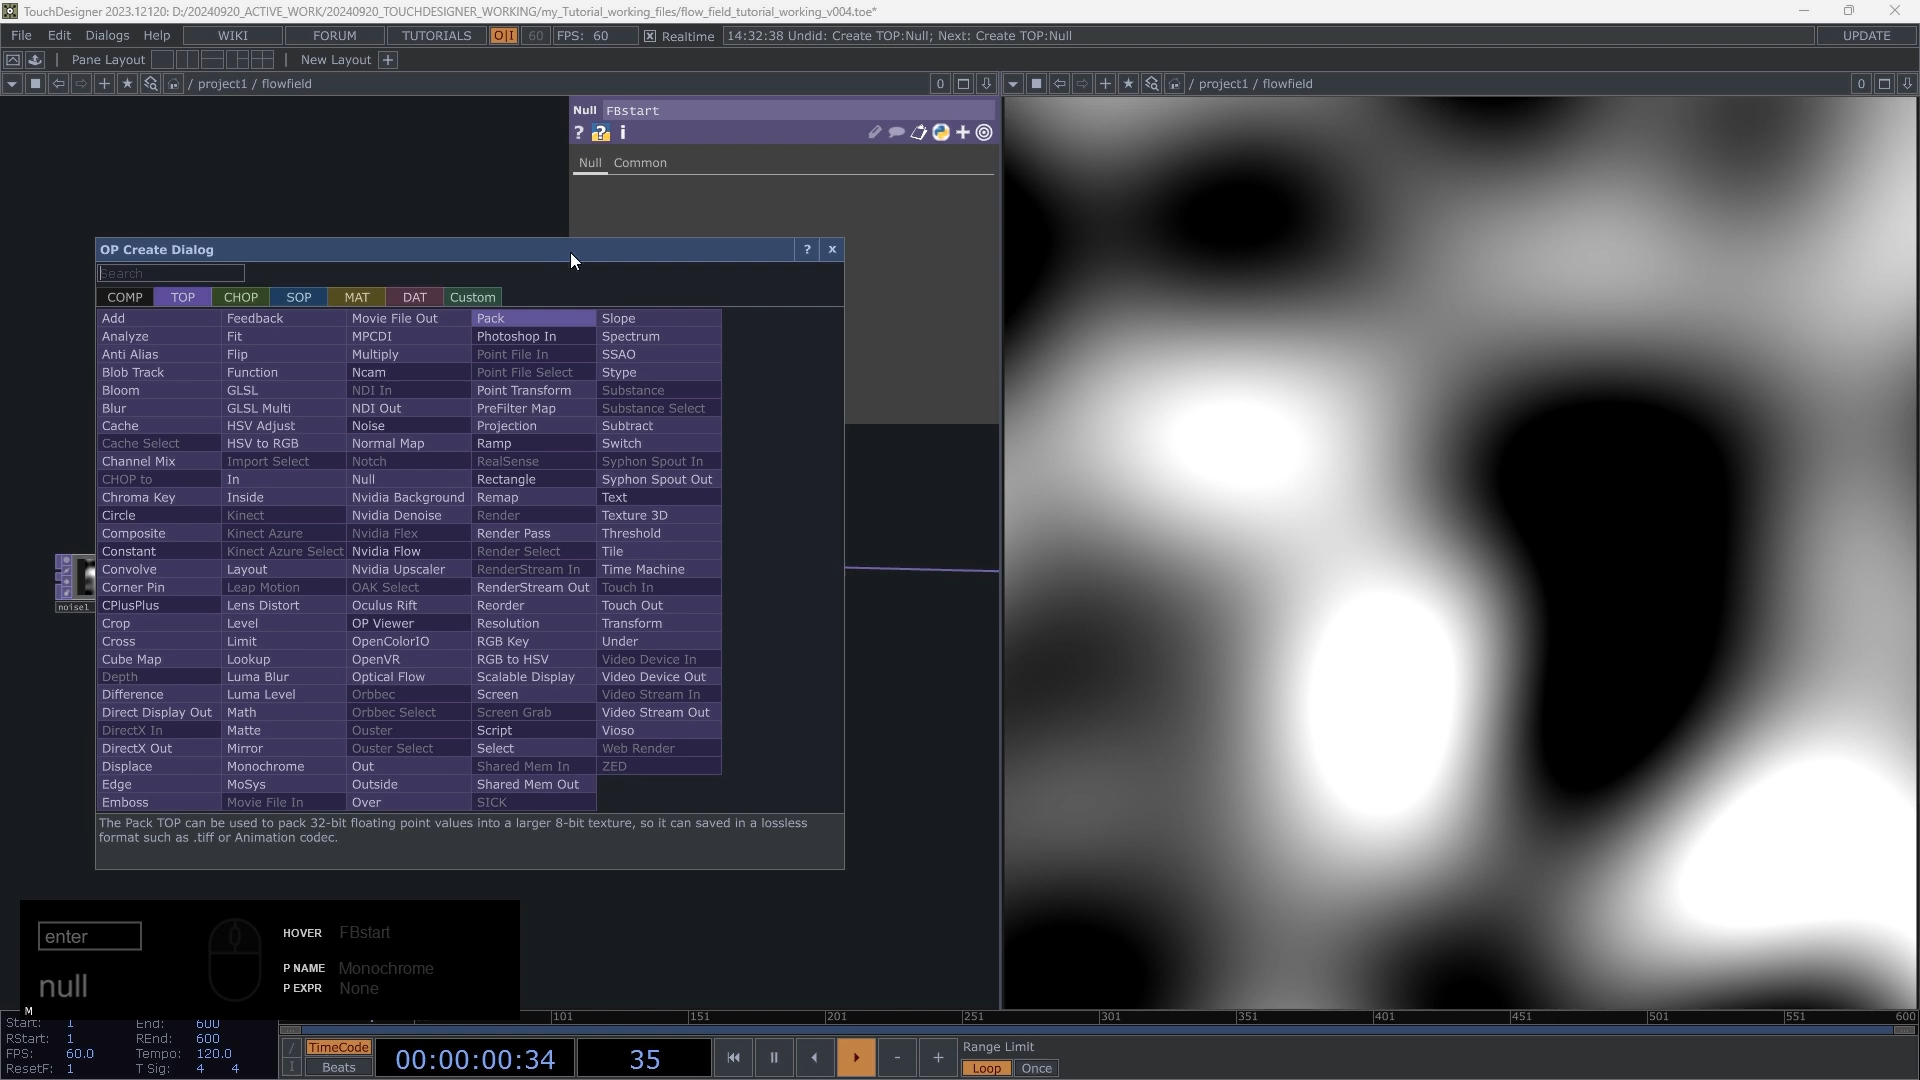 TouchDesigner 2023.12120: D:/20240920_ACTIVE_WORK/20240920_TOUCHDESIGNER_WORKING/my_Tutorial_working_files/flow_field_tutorial_working_v004.toe*
File Edit Dialogs Help WIKI FORUM TUTORIALS O|I 60 FPS: 60 Realtime 14:32:38 Undid: Create TOP:Null; Next: Create TOP:Null UPDATE
Pane Layout New Layout +
/ project1 / flowfield 0 / project1 / flowfield 0
Null FBstart
? ? i
Null Common
OP Create Dialog ? x
Search
COMP TOP CHOP SOP MAT DAT Custom
Add Feedback Movie File Out Pack Slope
Analyze Fit MPCDI Photoshop In Spectrum
Anti Alias Flip Multiply Point File In SSAO
Blob Track Function Ncam Point File Select Stype
Bloom GLSL NDI In Point Transform Substance
Blur GLSL Multi NDI Out PreFilter Map Substance Select
Cache HSV Adjust Noise Projection Subtract
Cache Select HSV to RGB Normal Map Ramp Switch
Channel Mix Import Select Notch RealSense Syphon Spout In
CHOP to In Null Rectangle Syphon Spout Out
Chroma Key Inside Nvidia Background Remap Text
Circle Kinect Nvidia Denoise Render Texture 3D
Composite Kinect Azure Nvidia Flex Render Pass Threshold
Constant Kinect Azure Select Nvidia Flow Render Select Tile
Convolve Layout Nvidia Upscaler RenderStream In Time Machine
Corner Pin Leap Motion OAK Select RenderStream Out Touch In
CPlusPlus Lens Distort Oculus Rift Reorder Touch Out
Crop Level OP Viewer Resolution Transform
Cross Limit OpenColorIO RGB Key Under
Cube Map Lookup OpenVR RGB to HSV Video Device In
Depth Luma Blur Optical Flow Scalable Display Video Device Out
Difference Luma Level Orbbec Screen Video Stream In
Direct Display Out Math Orbbec Select Screen Grab Video Stream Out
DirectX In Matte Ouster Script Vioso
DirectX Out Mirror Ouster Select Select Web Render
Displace Monochrome Out Shared Mem In ZED
Edge MoSys Outside Shared Mem Out
Emboss Movie File In Over SICK
noise1
The Pack TOP can be used to pack 32-bit floating point values into a larger 8-bit texture, so it can saved in a lossless
format such as .tiff or Animation codec.
enter
null
M
HOVER FBstart
P NAME Monochrome
P EXPR None
101 151 201 251 301 351 401 451 501 551 600
Start: 1 End: 600
RStart: 1 REnd: 600
FPS: 60.0 Tempo: 120.0
ResetF: 1 T Sig: 4 4
/ I
TimeCode
Beats
00:00:00:34 35 - +
Range Limit
Loop Once